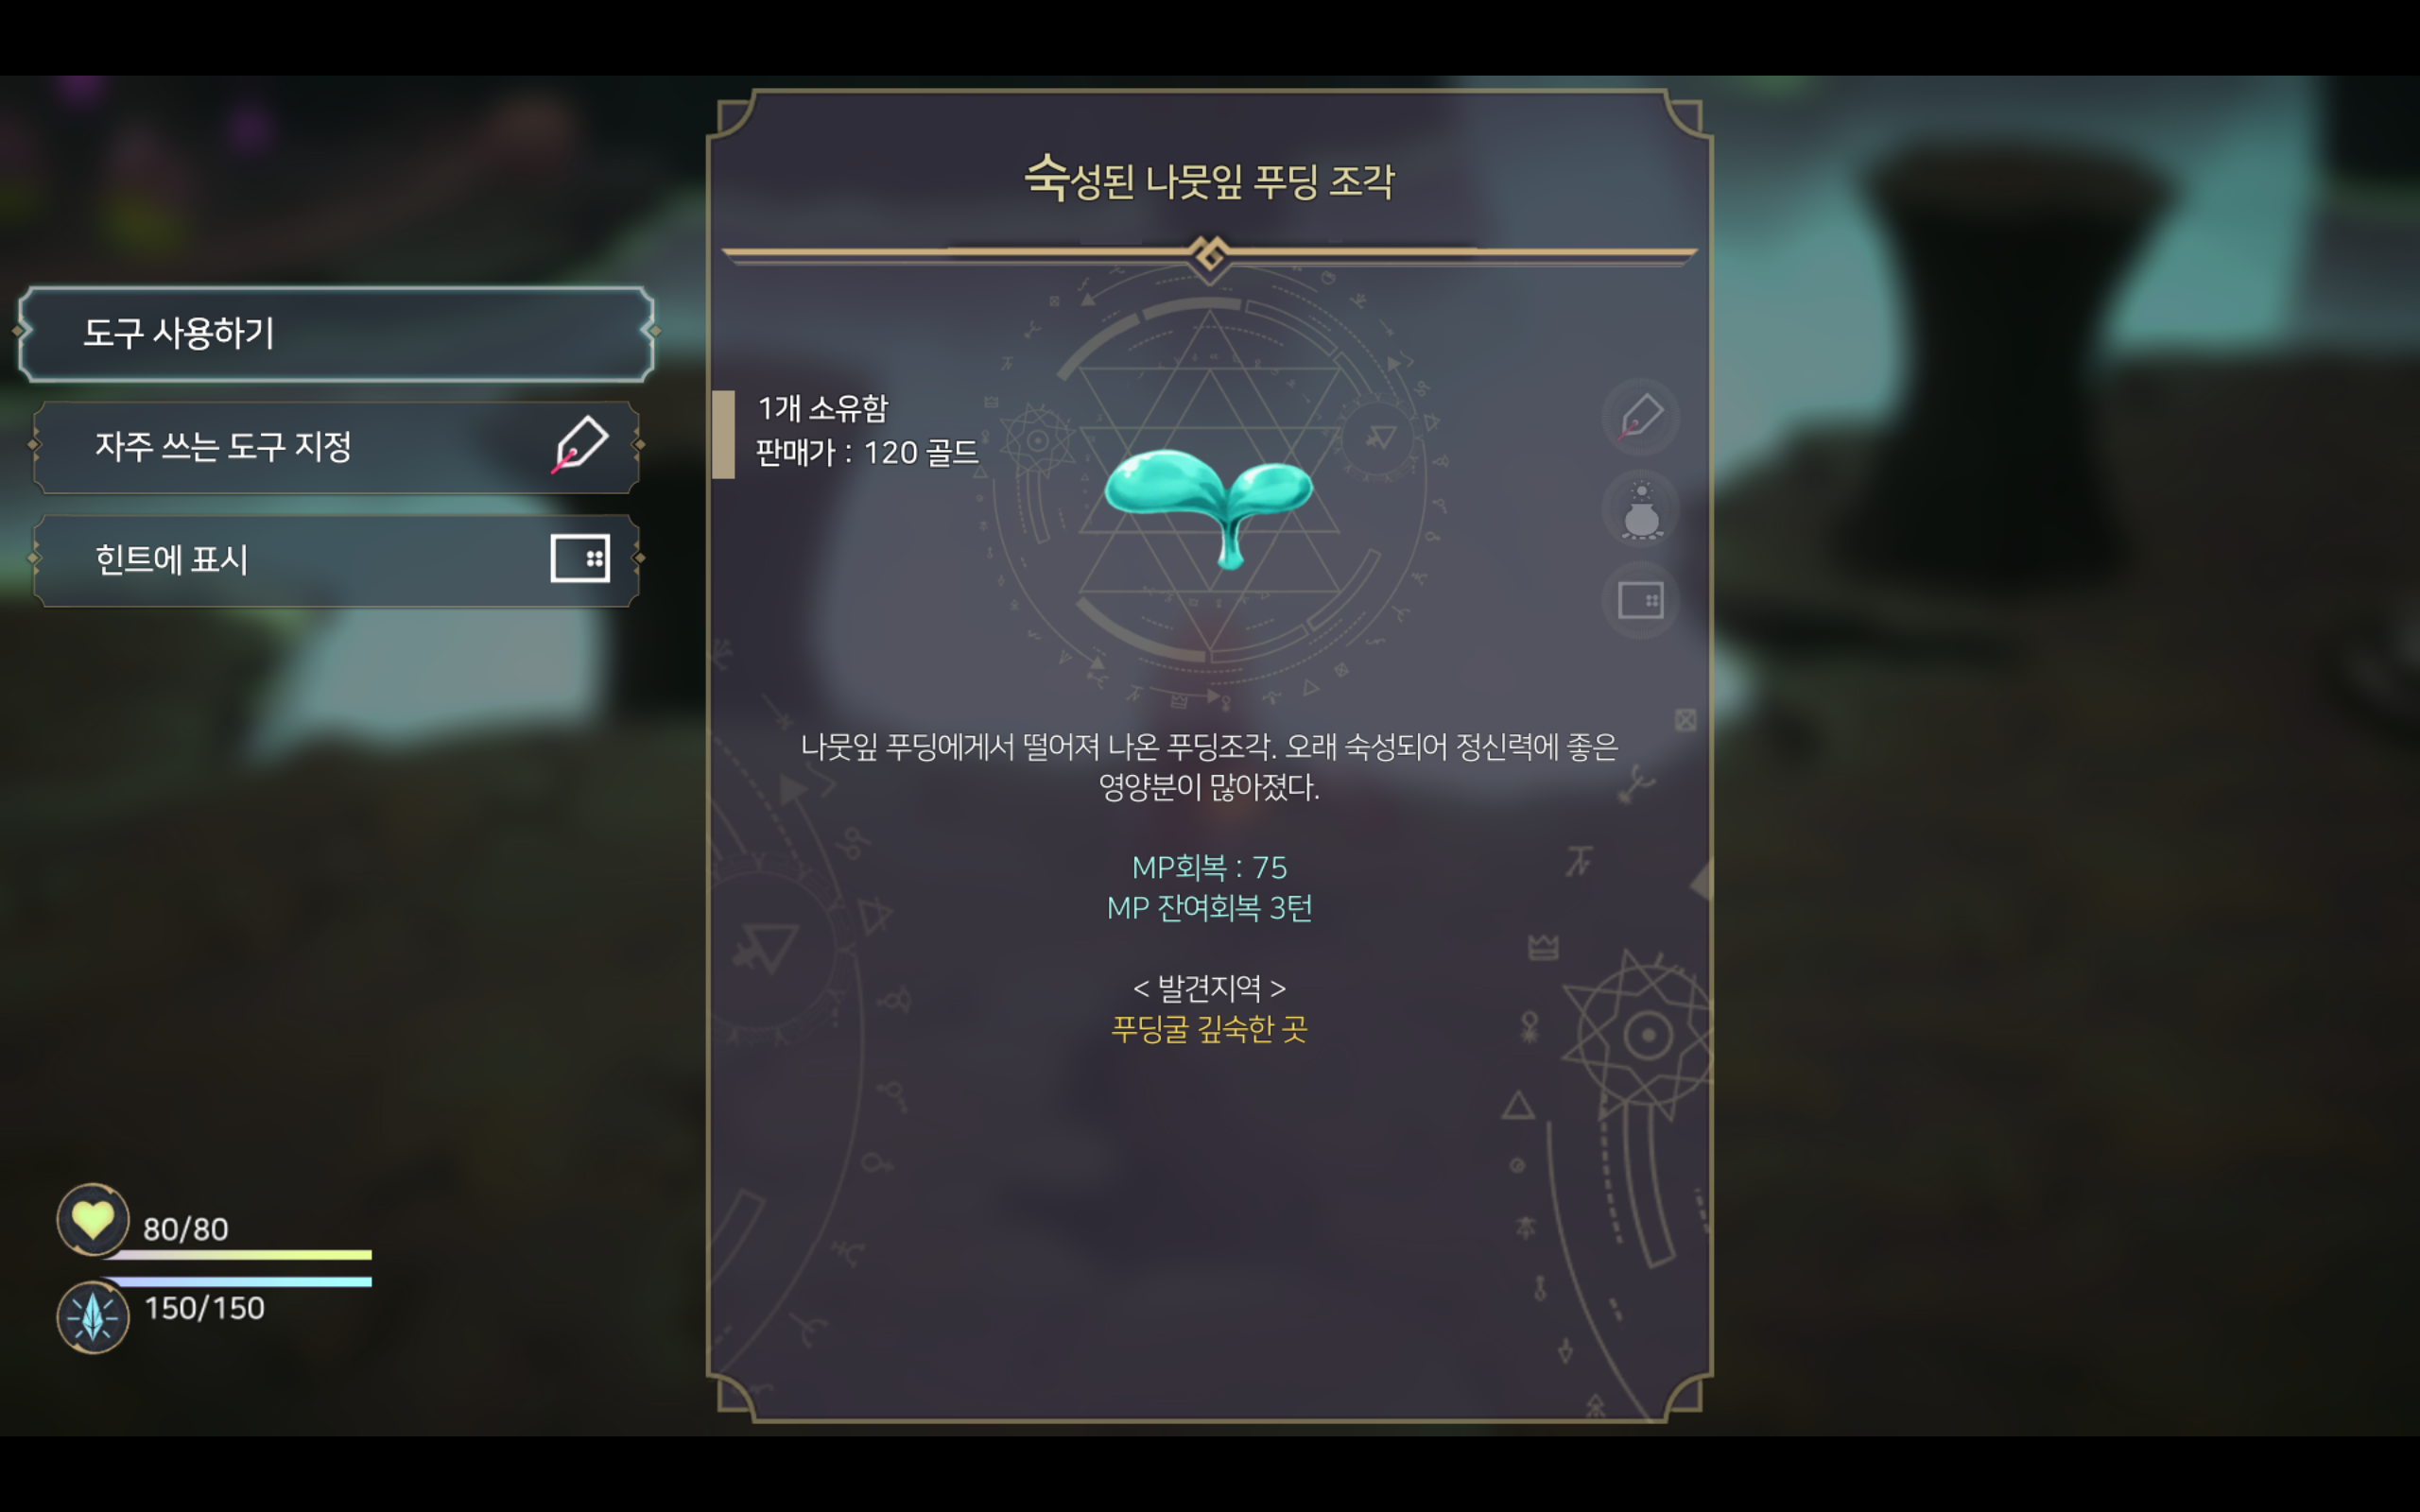 숙성된 나뭇잎 푸딩 조각
도구 사용하기
자주 쓰는 도구 지정
힌트에 표시
1개 소유함
판매가 : 120 골드
나뭇잎 푸딩에게서 떨어져 나온 푸딩조각. 오래 숙성되어 정신력에 좋은
영양분이 많아졌다.
MP회복 : 75
MP 잔여회복 3턴
< 발견지역 >
푸딩굴 깊숙한 곳
80/80
150/150